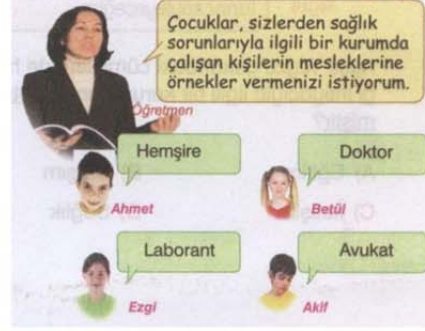 Çocuklar, sizlerden sağlık
sorunlarıyla ilgili bir kurumda
çalışan kişilerin mesleklerine
örnekler vermenizi istiyorum.
Öğretmen
Hemşire
Doktor
Ahmet
Betül
Laborant
Avukat
Ezgi
Akif